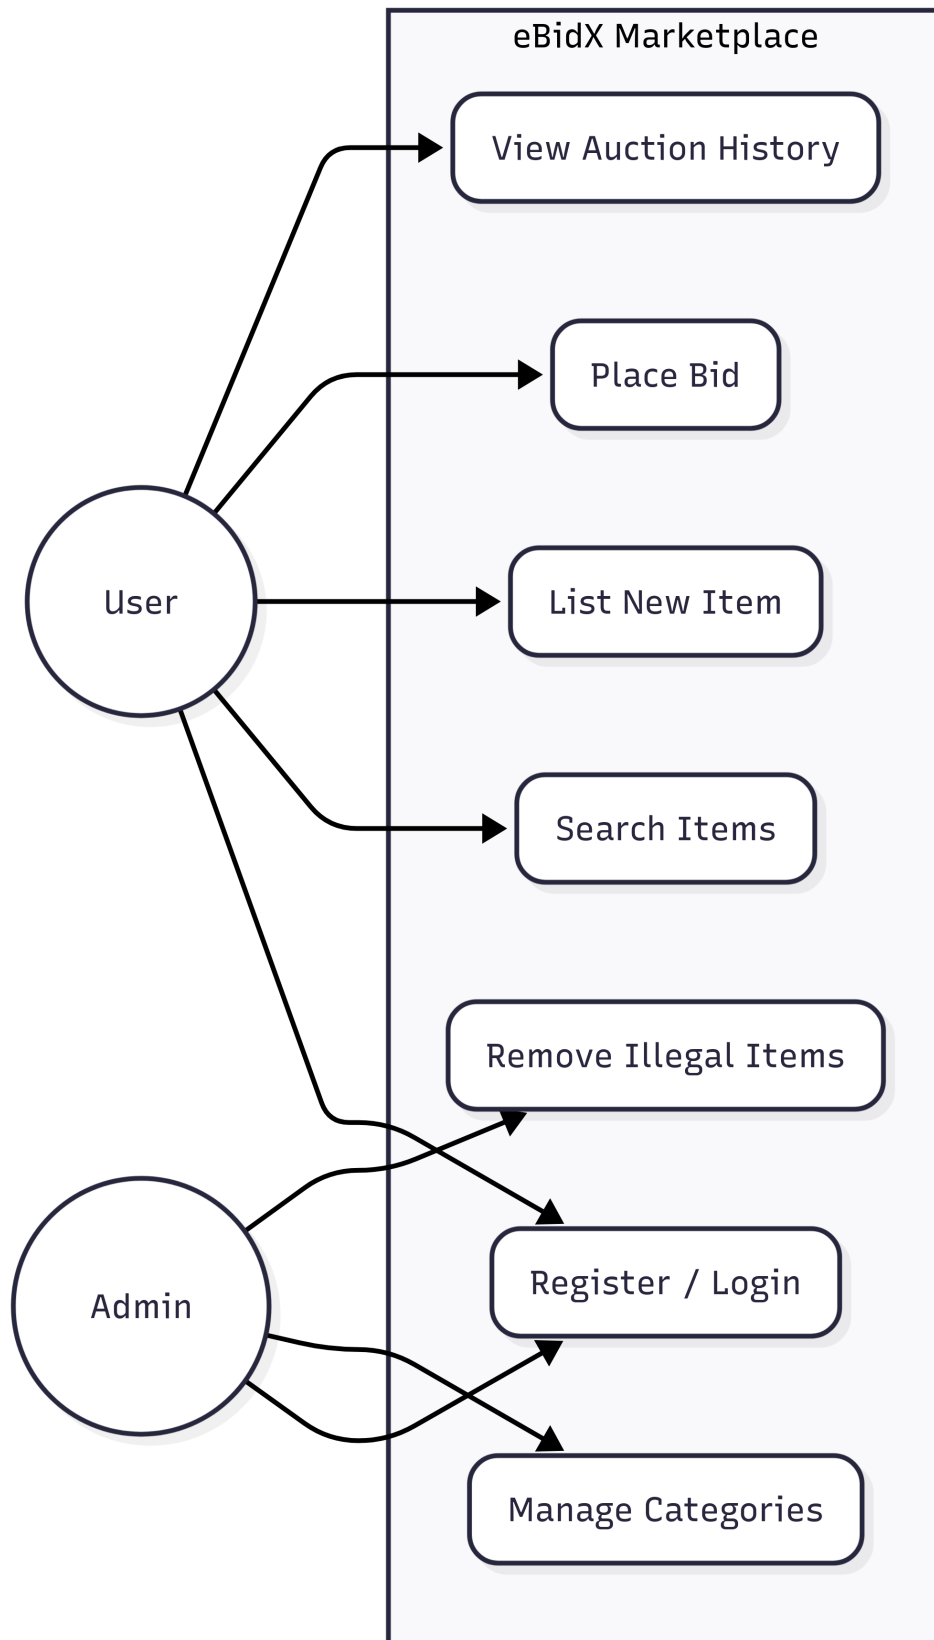 eBidX Marketplace
View Auction History
Place Bid
User
List New Item
Search Items
Remove Illegal Items
Register / Login
Admin
Manage Categories